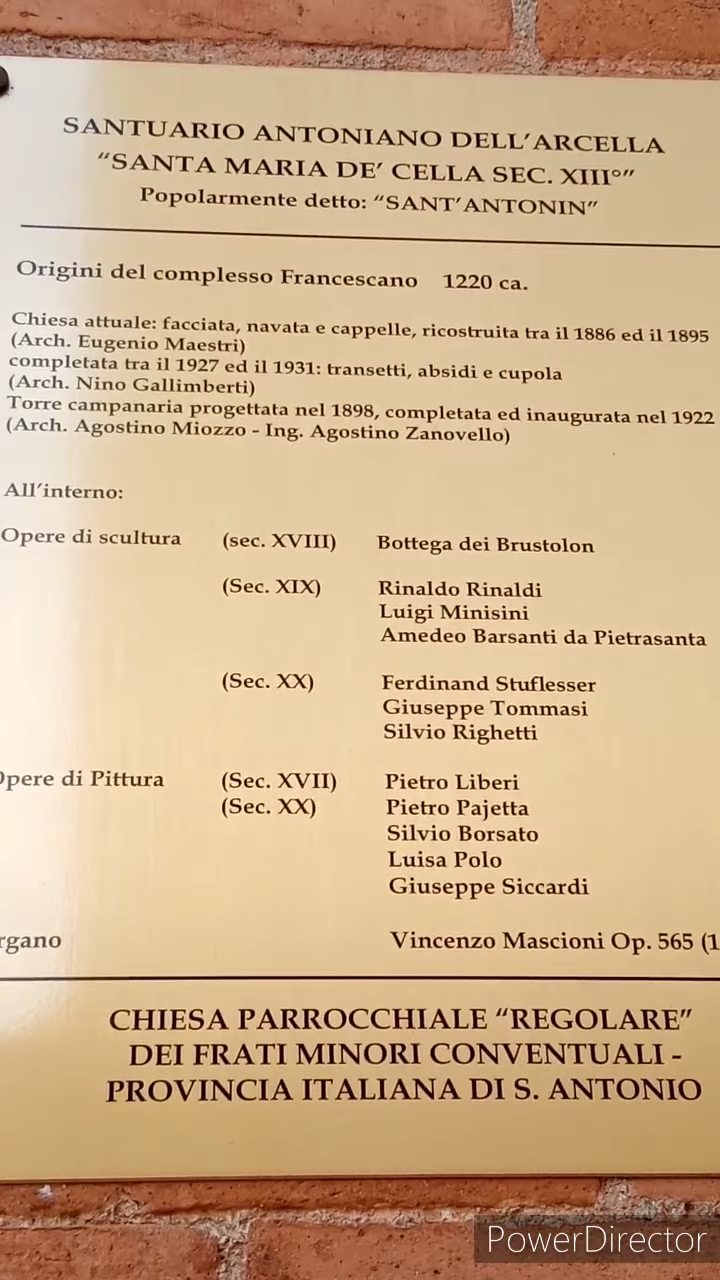 SANTUARIO ANTONIANO DELL'ARCELLA
"SANTA MARIA DE' CELLA SEC. XIII°"
Popolarmente detto: "SANT'ANTONIN"
Origini del complesso Francescano 1220 ca.
Chiesa attuale: facciata, navata e cappelle, ricostruita tra il 1886 ed il 1895
(Arch. Eugenio Maestri)
completata tra il 1927 ed il 1931: transetti, absidi e cupola
(Arch. Nino Gallimberti)
Torre campanaria progettata nel 1898, completata ed inaugurata nel 1922
(Arch. Agostino Miozzo - Ing. Agostino Zanovello)
All'interno:
Opere di scultura (sec. XVIII) Bottega dei Brustolon
(Sec. XIX) Rinaldo Rinaldi
Luigi Minisini
Amedeo Barsanti da Pietrasanta
(Sec. XX) Ferdinand Stuflesser
Giuseppe Tommasi
Silvio Righetti
Opere di Pittura (Sec. XVII) Pietro Liberi
(Sec. XX) Pietro Pajetta
Silvio Borsato
Luisa Polo
Giuseppe Siccardi
rgano Vincenzo Mascioni Op. 565 (1
CHIESA PARROCCHIALE "REGOLARE"
DEI FRATI MINORI CONVENTUALI -
PROVINCIA ITALIANA DI S. ANTONIO
PowerDirector